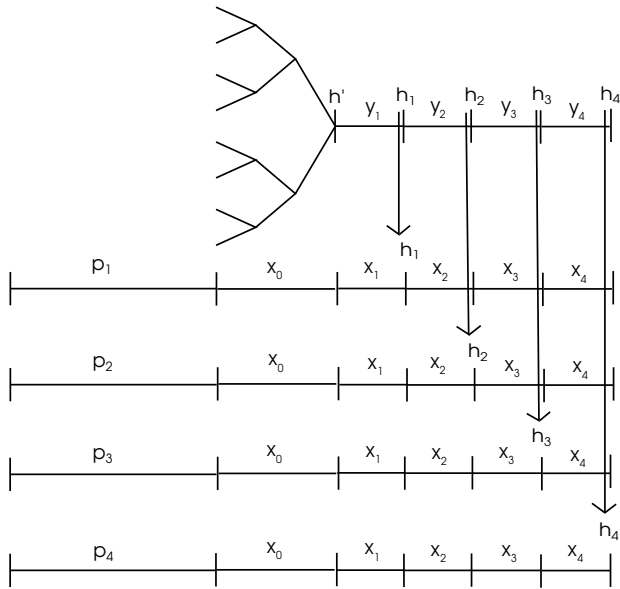 h' h₁ h₂ h₃ h₄
y₁ y₂ y₃ y₄
h₁
p₁ x₀ x₁ x₂ x₃ x₄
h₂
p₂ x₀ x₁ x₂ x₃ x₄
h₃
p₃ x₀ x₁ x₂ x₃ x₄
h₄
p₄ x₀ x₁ x₂ x₃ x₄